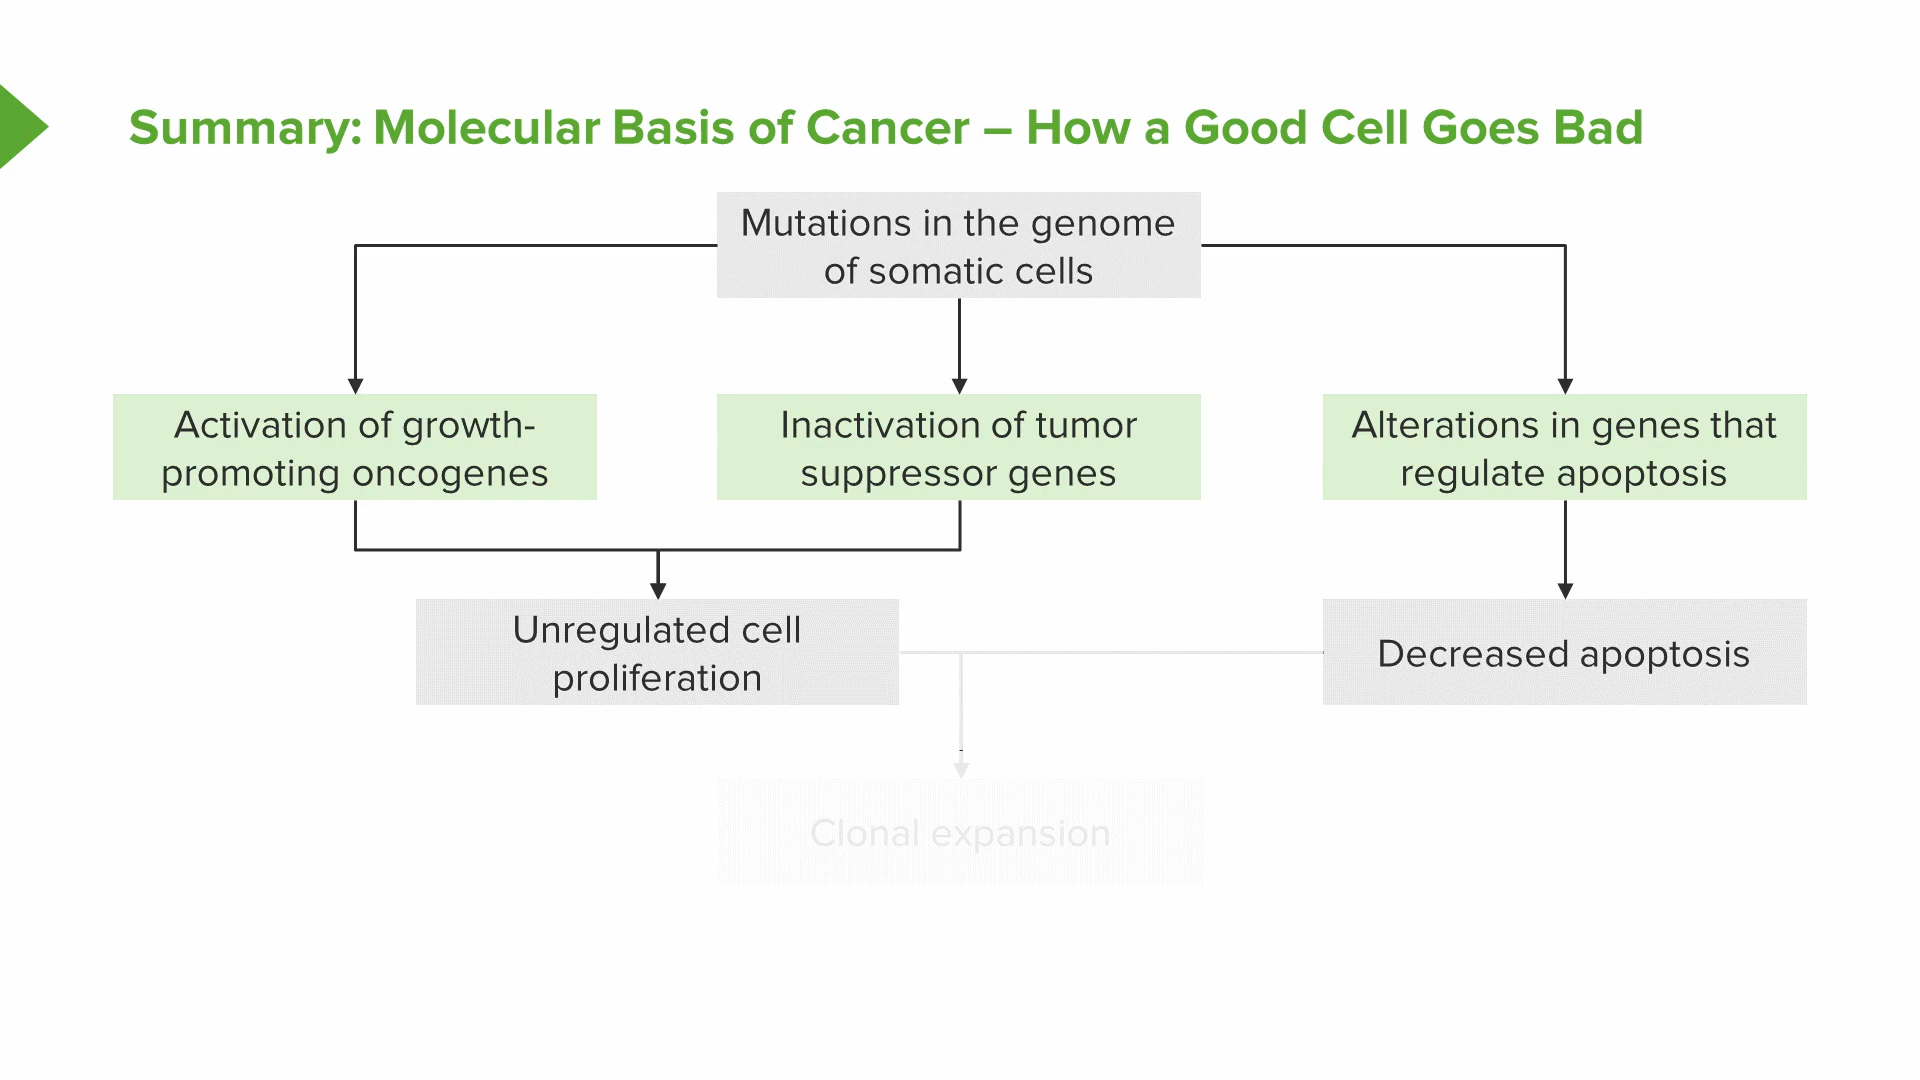 Summary: Molecular Basis of Cancer – How a Good Cell Goes Bad
Mutations in the genome
of somatic cells
Activation of growth-
promoting oncogenes
Inactivation of tumor
suppressor genes
Alterations in genes that
regulate apoptosis
Unregulated cell
proliferation
Decreased apoptosis
Clonal expansion